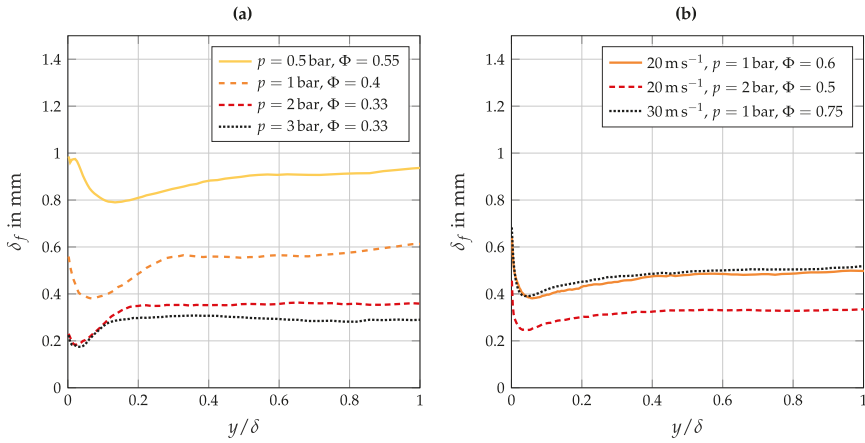 (a)
1.4
1.2
1
0.8
0.6
0.4
0.2
0
δf in mm
p = 0.5 bar, Φ = 0.55
p = 1 bar, Φ = 0.4
p = 2 bar, Φ = 0.33
p = 3 bar, Φ = 0.33
0 0.2 0.4 0.6 0.8 1
y/δ
(b)
1.4
1.2
1
0.8
0.6
0.4
0.2
0
δf in mm
20 m s⁻¹, p = 1 bar, Φ = 0.6
20 m s⁻¹, p = 2 bar, Φ = 0.5
30 m s⁻¹, p = 1 bar, Φ = 0.75
0 0.2 0.4 0.6 0.8 1
y/δ